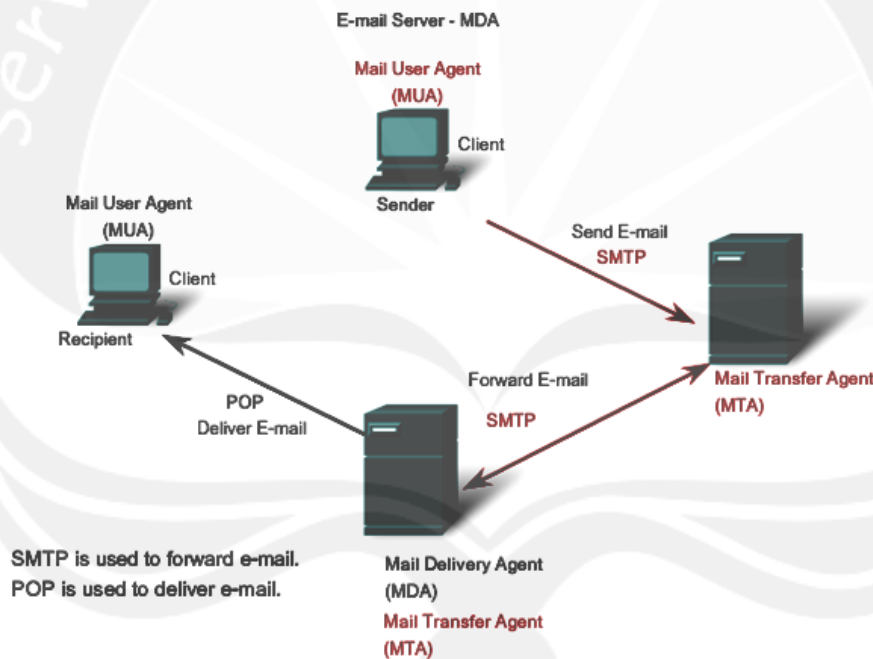 E-mail Server - MDA
Mail User Agent
(MUA)
Client
Sender
Mail User Agent
(MUA)
Client
Recipient
Send E-mail
SMTP
Mail Transfer Agent
(MTA)
Forward E-mail
SMTP
POP
Deliver E-mail
SMTP is used to forward e-mail.
POP is used to deliver e-mail.
Mail Delivery Agent
(MDA)
Mail Transfer Agent
(MTA)